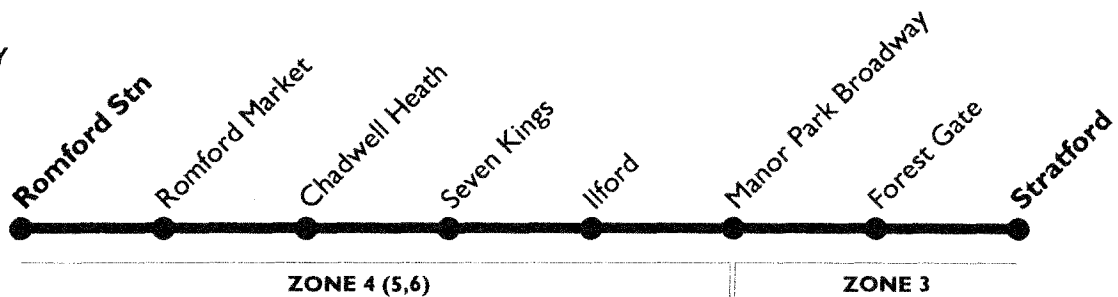 Romford Stn
Romford Market
Chadwell Heath
Seven Kings
Ilford
Manor Park Broadway
Forest Gate
Stratford
ZONE 4 (5,6)
ZONE 3